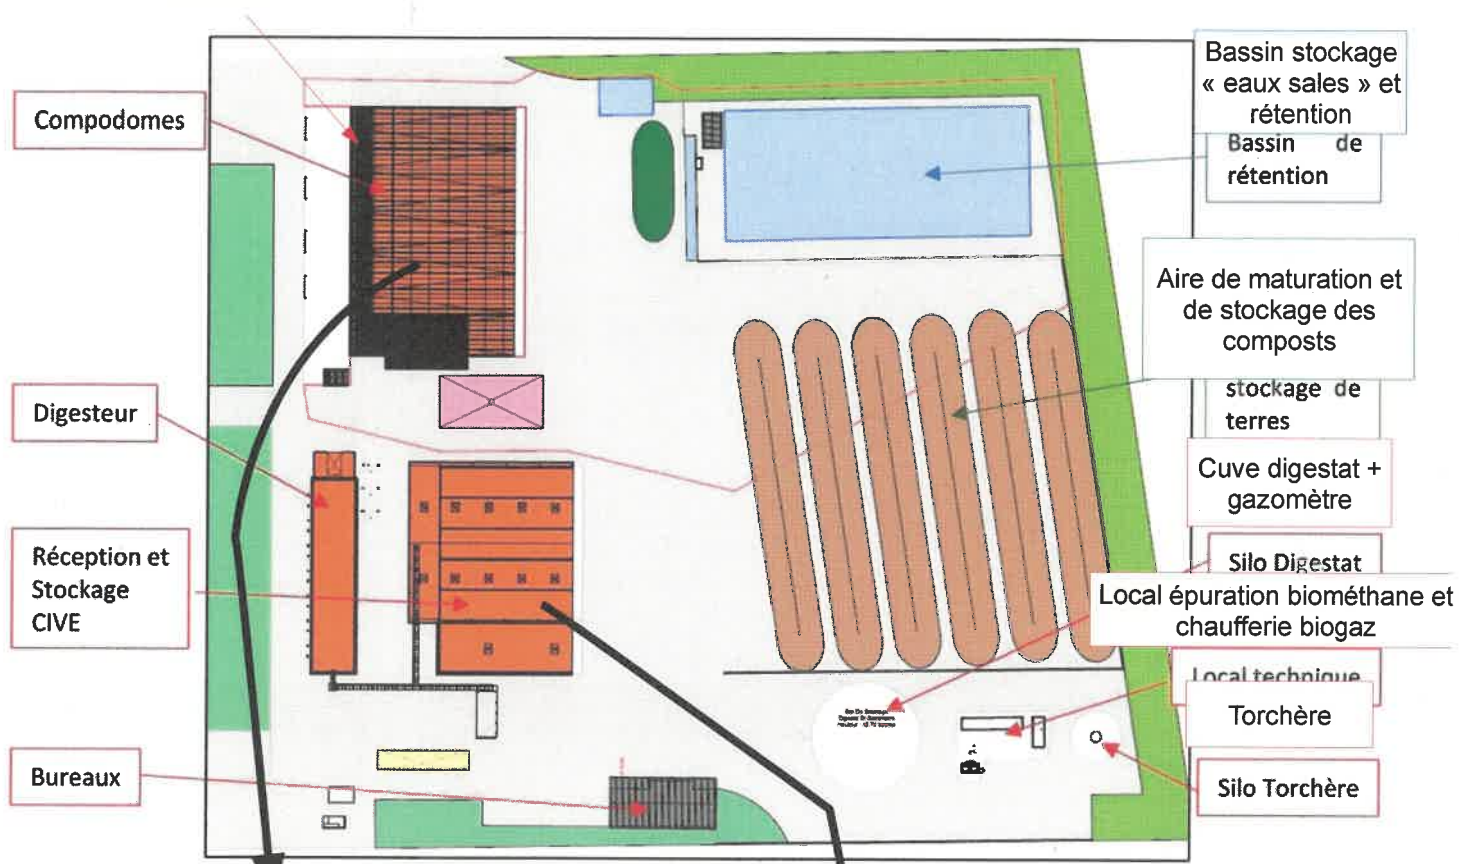 Compodomes
Digesteur
Réception et
Stockage
CIVE
Bureaux
Bassin stockage
« eaux sales » et
rétention
Bassin de
rétention
Aire de maturation et
de stockage des
composts
stockage de
terres
Cuve digestat +
gazomètre
Silo Digestat
Local épuration biométhane et
chaufferie biogaz
Local technique
Torchère
Silo Torchère